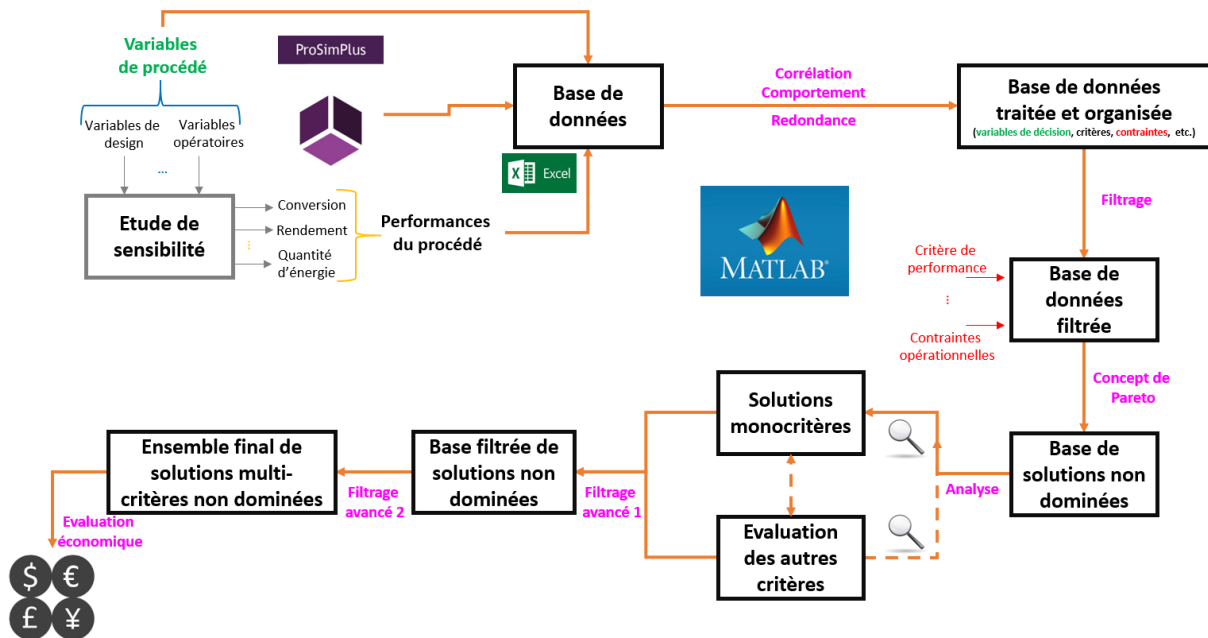 Variables
de procédé
ProSimPlus
Variables de
design
Variables
opératoires
...
Etude de
sensibilité
Conversion
Rendement
...
Quantité
d'énergie
Performances
du procédé
Excel
Base de
données
Corrélation
Comportement
Redondance
Base de données
traitée et organisée
(variables de décision, critères, contraintes, etc.)
MATLAB®
Filtrage
Critère de
performance
...
Contraintes
opérationnelles
Base de
données
filtrée
Concept de
Pareto
Base de
solutions non
dominées
Analyse
Solutions
monocritères
Evaluation
des autres
critères
Filtrage
avancé 1
Base filtrée de
solutions non
dominées
Filtrage
avancé 2
Ensemble final de
solutions multi-
critères non dominées
Evaluation
économique
$ €
£ ¥